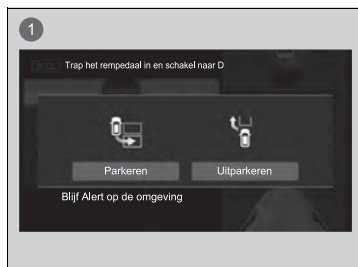 1
Trap het rempedaal in en schakel naar D
Parkeren
Uitparkeren
Blijf Alert op de omgeving